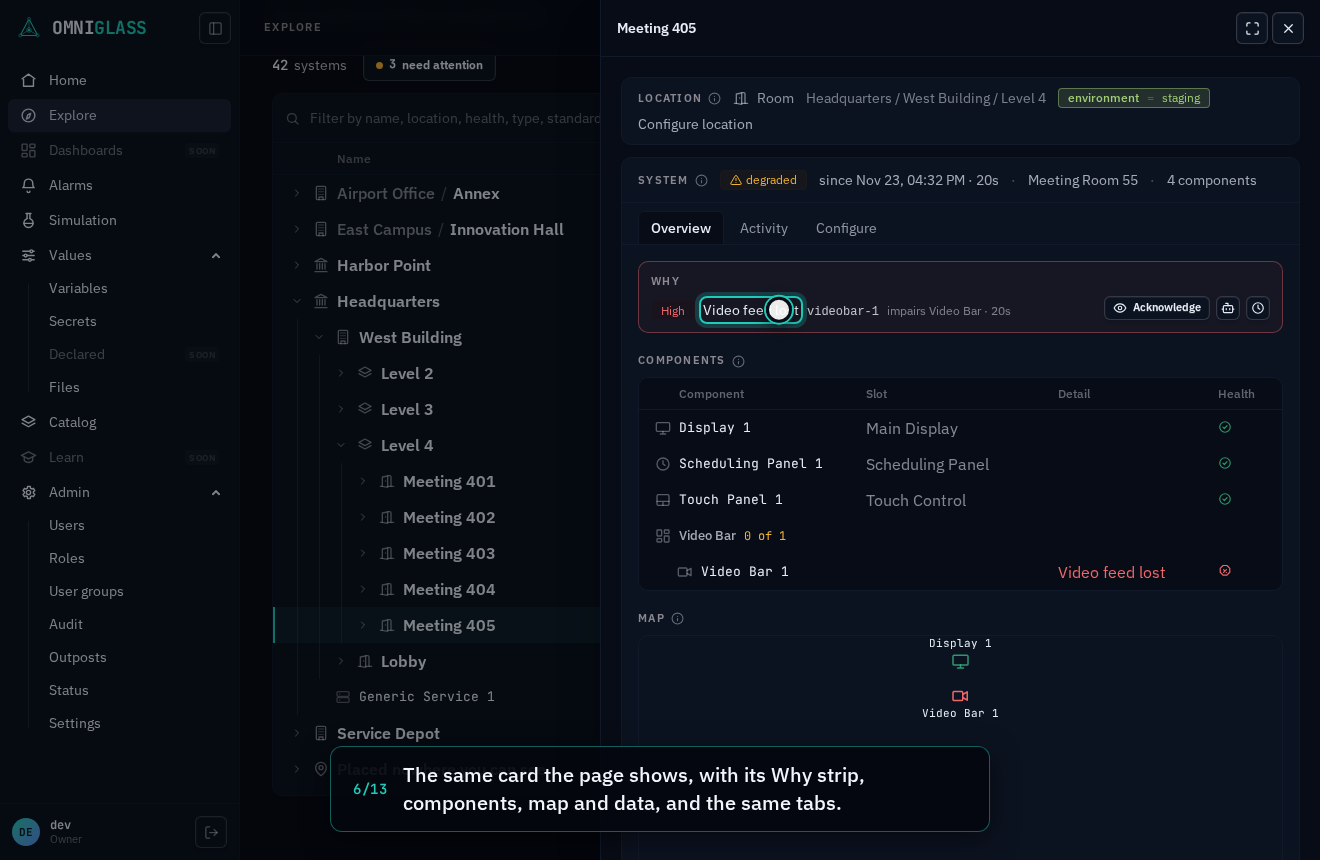 OMNIGLASS
Home
Explore
Dashboards SOON
Alarms
Simulation
Values
Variables
Secrets
Declared SOON
Files
Catalog
Learn SOON
Admin
Users
Roles
User groups
Audit
Outposts
Status
Settings
DE dev
Owner
EXPLORE
42 systems 3 need attention
Filter by name, location, health, type, standard
Name
Airport Office / Annex
East Campus / Innovation Hall
Harbor Point
Headquarters
West Building
Level 2
Level 3
Level 4
Meeting 401
Meeting 402
Meeting 403
Meeting 404
Meeting 405
Lobby
Generic Service 1
Service Depot
Meeting 405
LOCATION Room Headquarters / West Building / Level 4 environment = staging
Configure location
SYSTEM degraded since Nov 23, 04:32 PM · 20s · Meeting Room 55 · 4 components
Overview Activity Configure
WHY
High Video feed lost videobar-1 impairs Video Bar · 20s Acknowledge
COMPONENTS
Component Slot Detail Health
Display 1 Main Display
Scheduling Panel 1 Scheduling Panel
Touch Panel 1 Touch Control
Video Bar 0 of 1
Video Bar 1 Video feed lost
MAP
Display 1
Video Bar 1
6/13 The same card the page shows, with its Why strip,
components, map and data, and the same tabs.